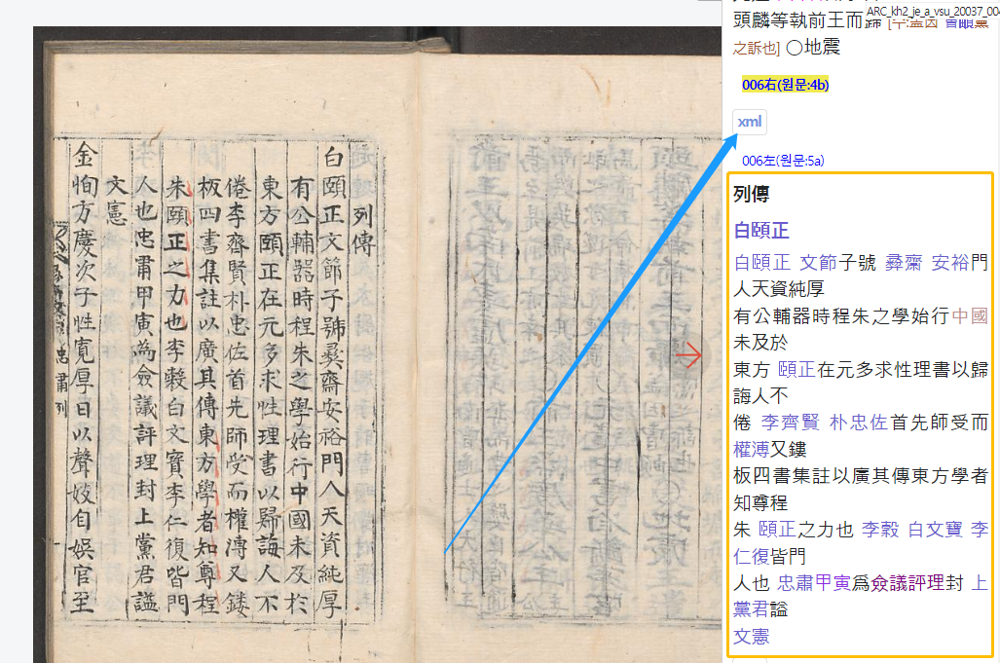 列傳
白頤正文節子號彛齋安裕門人天資純厚
有公輔器時程朱之學始行中國未及於
東方頤正在元多求性理書以歸誨人不
倦李齊賢朴忠佐首先師受而權溥又鏤
板四書集註以廣其傳東方學者知尊程
朱頤正之力也李穀白文寶李仁復皆門
人也忠肅甲寅為僉議評理封上黨君謚
文憲
金恂方慶次子性寬厚日以聲妓自娛官至
忠肅列
ARC_kh2_je_a_vsu_20037_004
頭麟等執前王而歸
之訴也] ○地震
006右(원문:4b)
xml
006左(원문:5a)
列傳
白頤正
白頤正 文節子號 彛齋 安裕門
人天資純厚
有公輔器時程朱之學始行中國
未及於
東方 頤正在元多求性理書以歸
誨人不
倦 李齊賢 朴忠佐首先師受而
權溥又鏤
板四書集註以廣其傳東方學者
知尊程
朱 頤正之力也 李穀 白文寶 李
仁復皆門
人也 忠肅甲寅爲僉議評理封 上
黨君謚
文憲